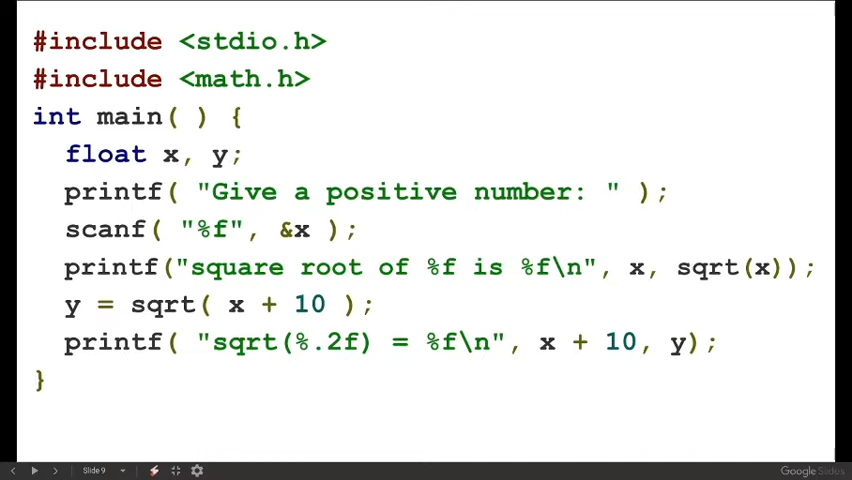 #include <stdio.h>
#include <math.h>
int main( ) {
float x, y;
printf( "Give a positive number: " );
scanf( "%f", &x );
printf("square root of %f is %f\n", x, sqrt(x));
y = sqrt( x + 10 );
printf( "sqrt(%.2f) = %f\n", x + 10, y);
}
Slide 9
Google Slides